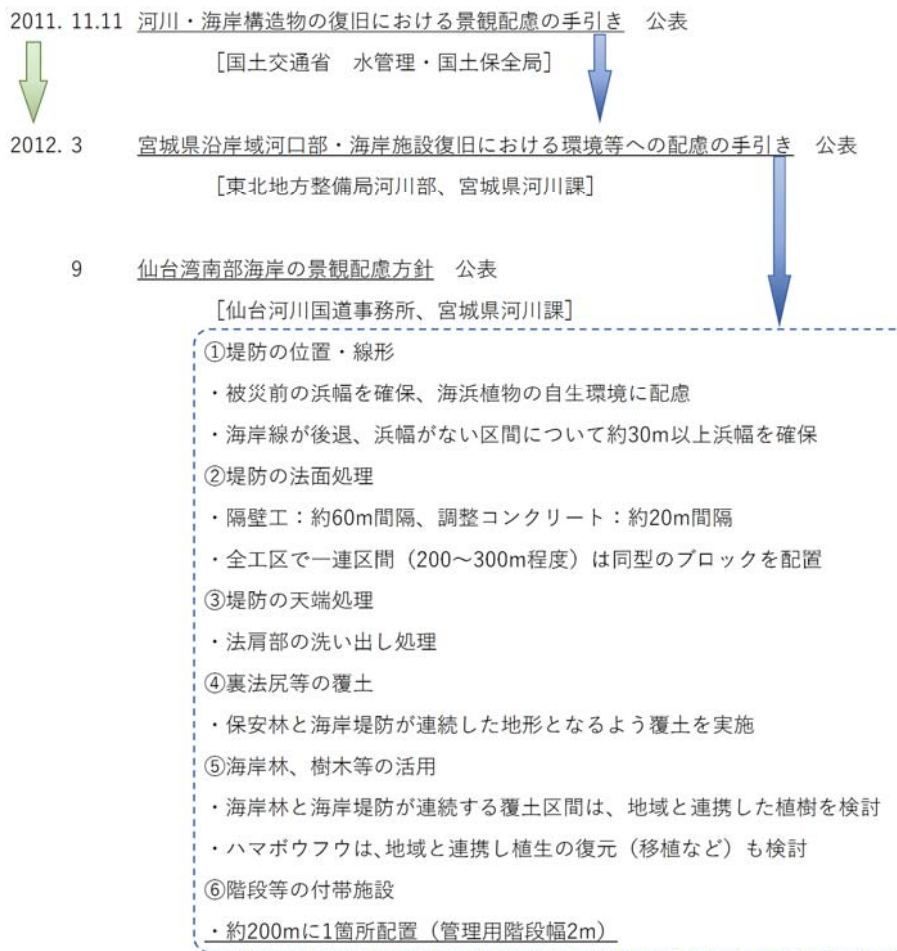 2011. 11.11 河川・海岸構造物の復旧における景観配慮の手引き 公表
[国土交通省 水管理・国土保全局]
2012. 3 宮城県沿岸域河口部・海岸施設復旧における環境等への配慮の手引き 公表
[東北地方整備局河川部、宮城県河川課]
9 仙台湾南部海岸の景観配慮方針 公表
[仙台河川国道事務所、宮城県河川課]
①堤防の位置・線形
・被災前の浜幅を確保、海浜植物の自生環境に配慮
・海岸線が後退、浜幅がない区間について約30m以上浜幅を確保
②堤防の法面処理
・隔壁工：約60m間隔、調整コンクリート：約20m間隔
・全工区で一連区間（200～300m程度）は同型のブロックを配置
③堤防の天端処理
・法肩部の洗い出し処理
④裏法尻等の覆土
・保安林と海岸堤防が連続した地形となるよう覆土を実施
⑤海岸林、樹木等の活用
・海岸林と海岸堤防が連続する覆土区間は、地域と連携した植樹を検討
・ハマボウフウは、地域と連携し植生の復元（移植など）も検討
⑥階段等の付帯施設
・約200mに1箇所配置（管理用階段幅2m）